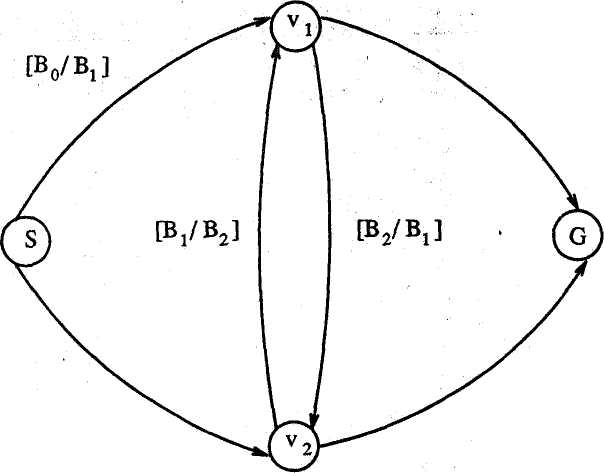 V₁
[B₀/B₁]
S
[B₁/B₂]
[B₂/B₁]
G
V₂